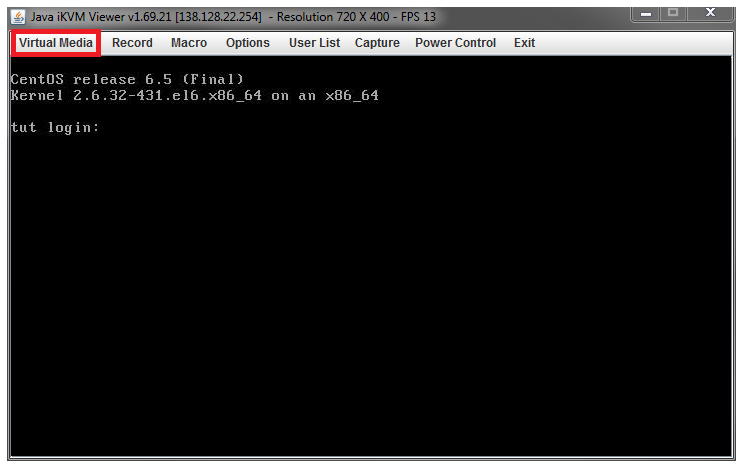 Java iKVM Viewer v1.69.21 [138.128.22.254] - Resolution 720 X 400 - FPS 13
Virtual Media Record Macro Options User List Capture Power Control Exit
CentOS release 6.5 (Final)
Kernel 2.6.32-431.el6.x86_64 on an x86_64
tut login: